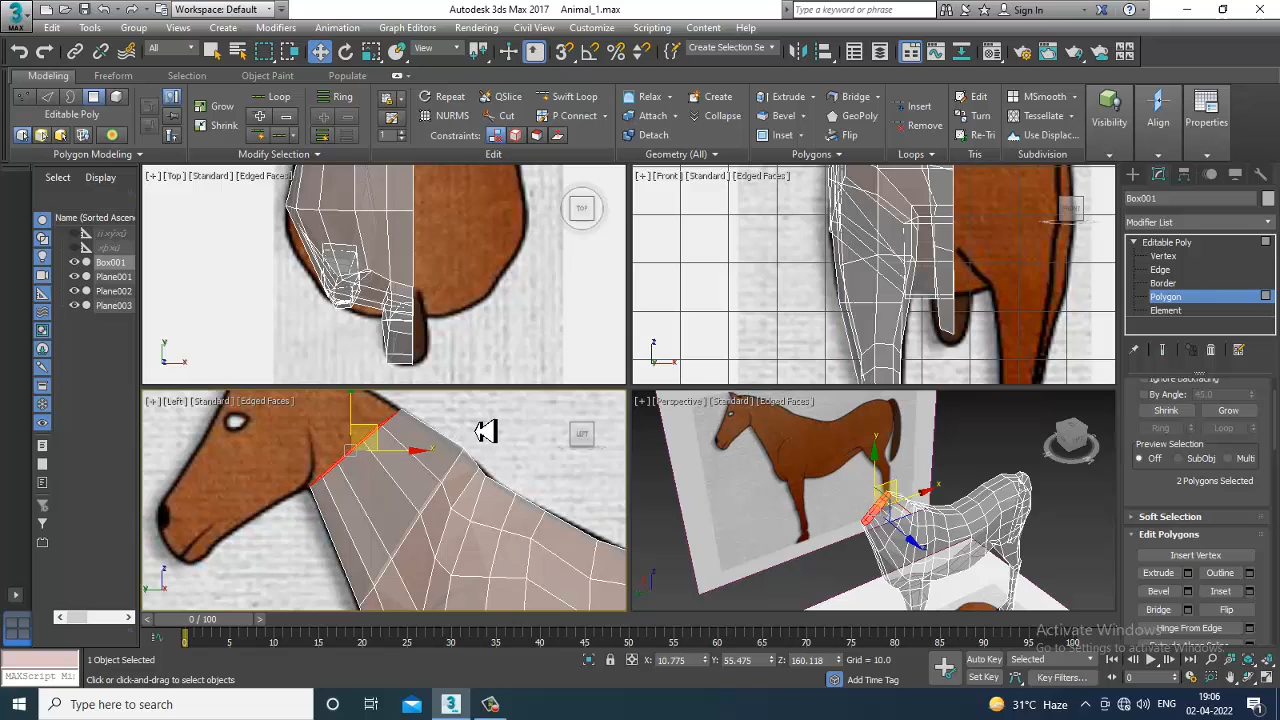 MAX
Workspace: Default
Autodesk 3ds Max 2017 Animal_1.max
Type a keyword or phrase
Sign In
Edit Tools Group Views Create Modifiers Animation Graph Editors Rendering Civil View Customize Scripting Content Help
All
View
Create Selection Se
Modeling Freeform Selection Object Paint Populate
Grow Loop Ring Repeat QSlice Swift Loop Relax Create Extrude Bridge Insert Edit MSmooth
Editable Poly Shrink NURMS Cut P Connect Attach Collapse Bevel GeoPoly Remove Turn Tessellate Visibility Align Properties
1 Constraints: Detach Inset Flip Re-Tri Use Displac...
Polygon Modeling Modify Selection Edit Geometry (All) Polygons Loops Tris Subdivision
Select Display
Name (Sorted Ascen
Box001
Plane001
Plane002
Plane003
[+] [Top] [Standard] [Edged Faces]
TOP
[+] [Front] [Standard] [Edged Faces]
FRONT
[+] [Left] [Standard] [Edged Faces]
LEFT
[+] [Perspective] [Standard] [Edged Faces]
Box001
Modifier List
Editable Poly
Vertex
Edge
Border
Polygon
Element
Ignore Backfacing
By Angle: 45.0
Shrink Grow
Ring Loop
Preview Selection
Off SubObj Multi
2 Polygons Selected
Soft Selection
Edit Polygons
Insert Vertex
Extrude Outline
Bevel Inset
Bridge Flip
Hinge From Edge
0 / 100
0 5 10 15 20 25 30 35 40 45 50 55 60 65 70 75 80 85 90 95 100
Activate Windows
Go to Settings to activate Windows.
1 Object Selected
X: 10.775 Y: 55.475 Z: 160.118 Grid = 10.0
Auto Key Selected
MAXScript Mi:
Click or click-and-drag to select objects
Add Time Tag
Set Key Key Filters... 0
Type here to search
31°C Haze
ENG
19:06
02-04-2022